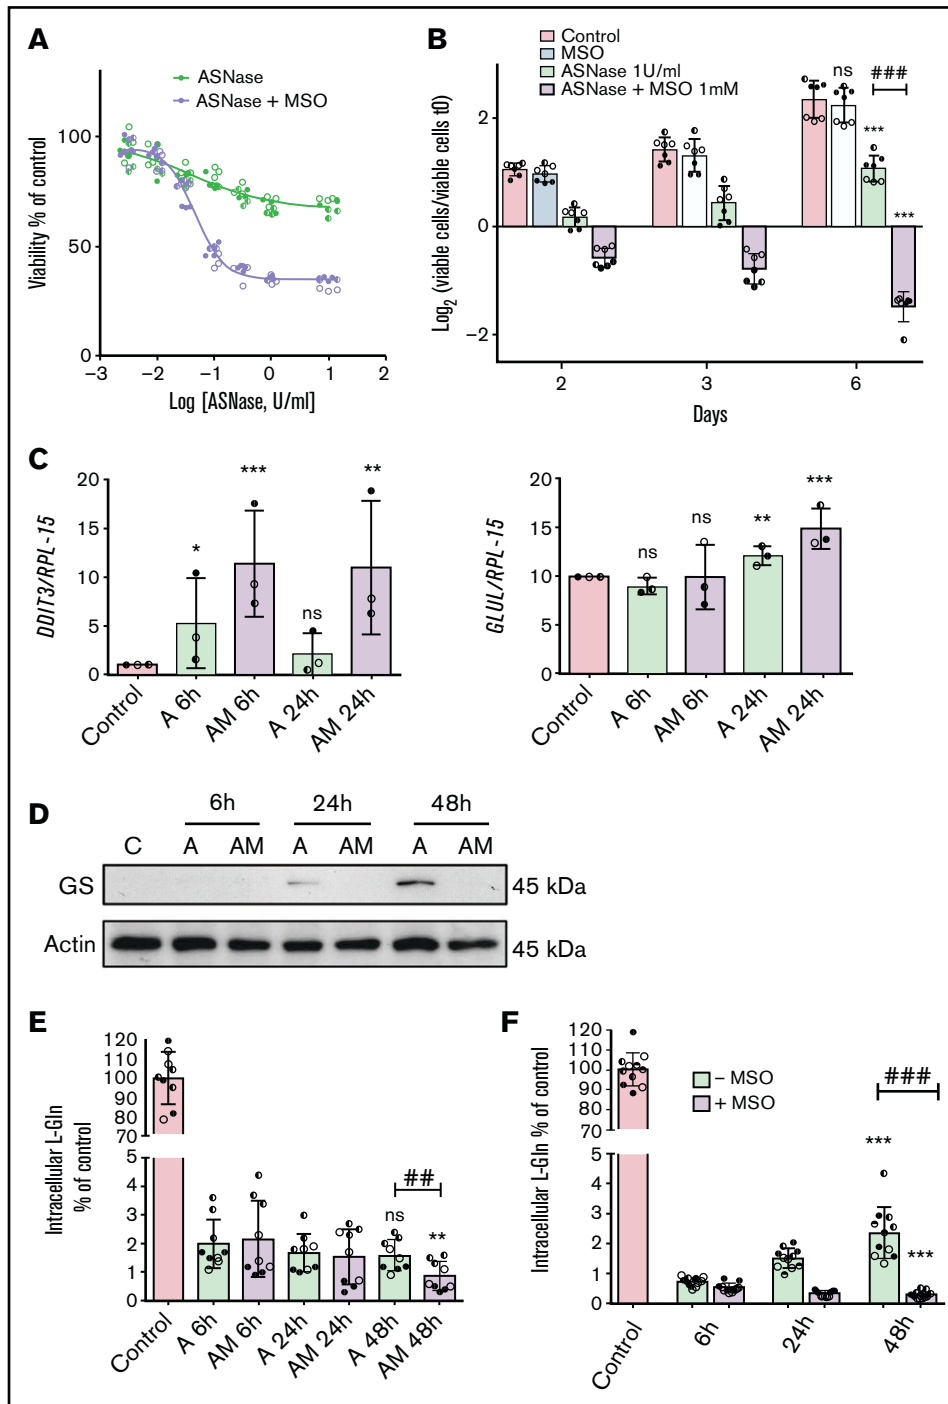 A
ASNase
ASNase + MSO
Viability % of control
100
50
0
−3 −2 −1 0 1 2
Log [ASNase, U/ml]
B
Control
MSO
ASNase 1U/ml
ASNase + MSO 1mM
Log2 (viable cells/viable cells t0)
2
0
−2
ns
###
***
***
2 3 6
Days
C
DDIT3/RPL-15
20
15
10
5
0
*
***
ns
**
Control A 6h AM 6h A 24h AM 24h
GLUL/RPL-15
20
15
10
5
0
ns
ns
**
***
Control A 6h AM 6h A 24h AM 24h
D
6h 24h 48h
C A AM A AM A AM
GS 45 kDa
Actin 45 kDa
E
Intracellular L-Gln
% of control
120
110
100
90
80
70
5
4
3
2
1
0
##
ns
**
Control A 6h AM 6h A 24h AM 24h A 48h AM 48h
F
Intracellular L-Gln % of control
120
110
100
90
80
70
5
4
3
2
1
0
− MSO
+ MSO
###
***
***
Control 6h 24h 48h